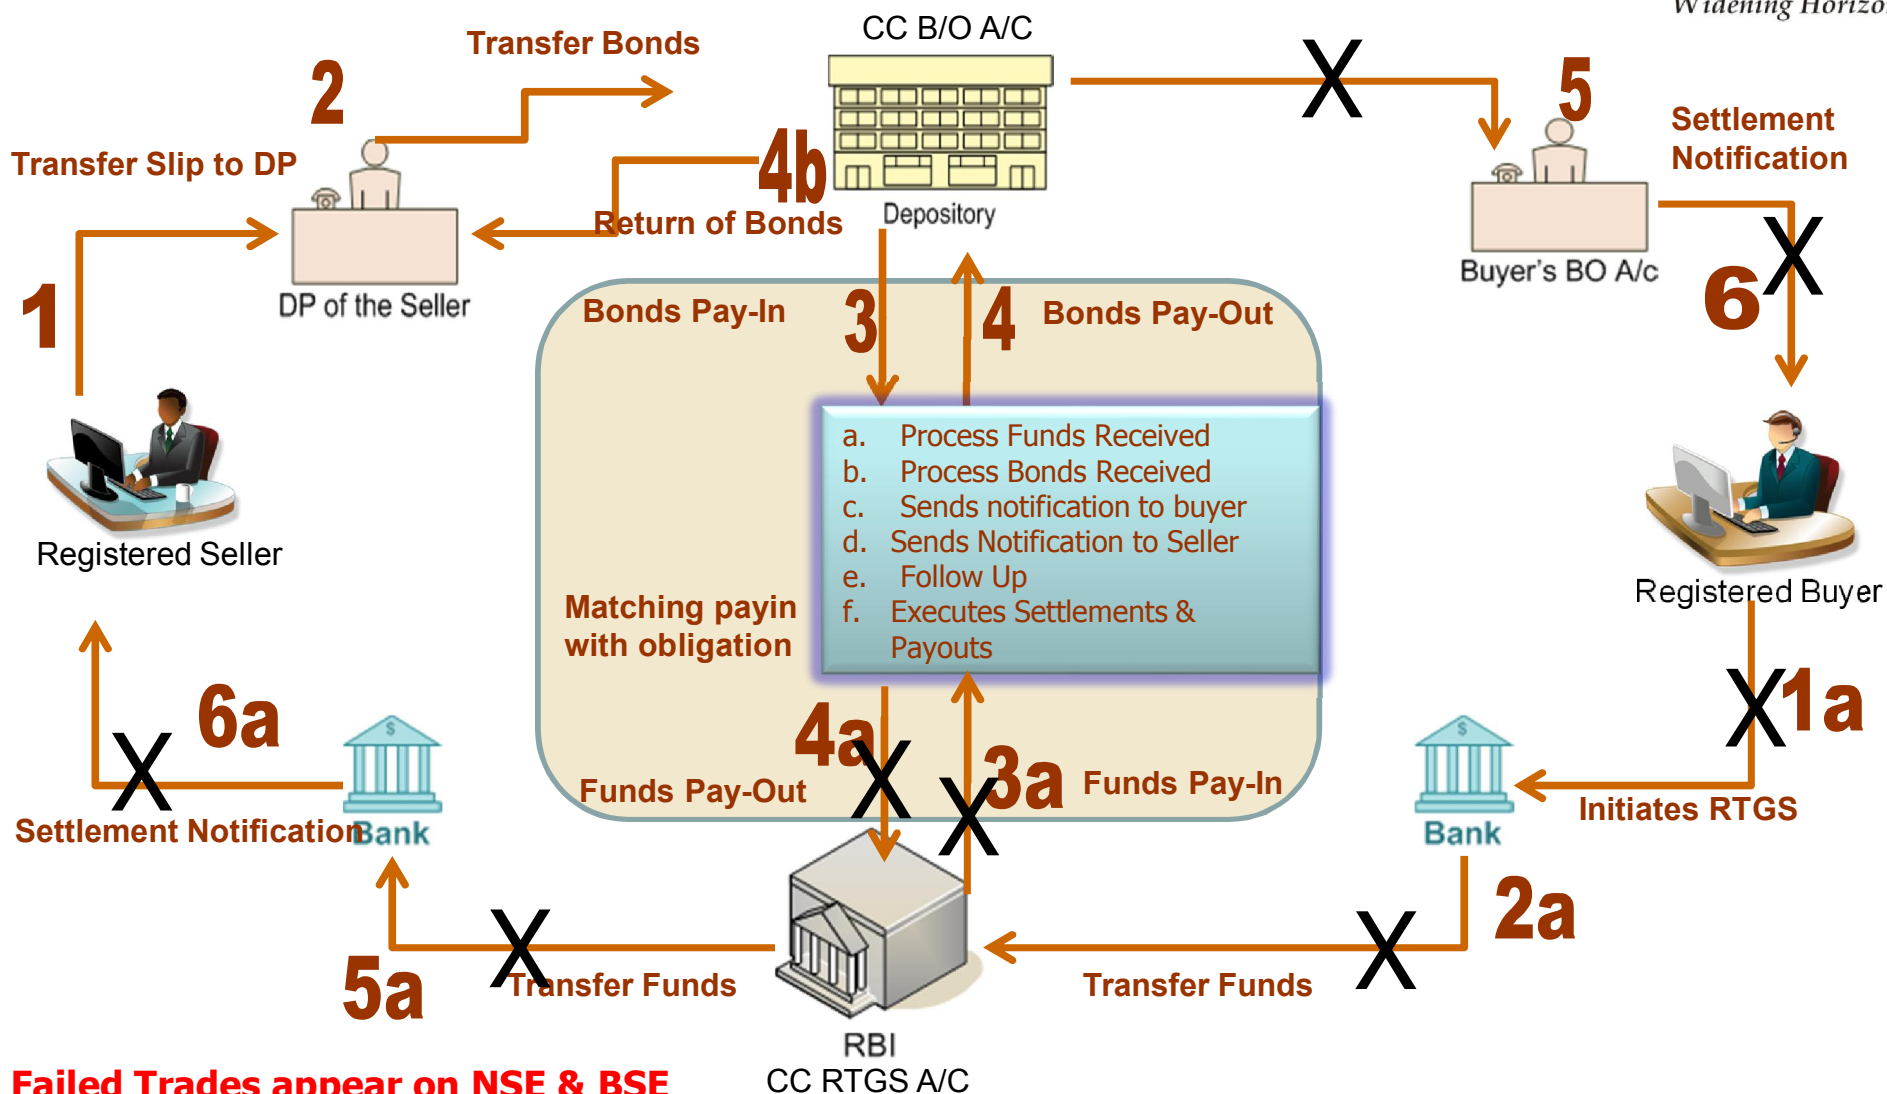 Widening Horizo
CC B/O A/C
Transfer Bonds
2
5
Settlement
Notification
Transfer Slip to DP
4b
Return of Bonds
Depository
Buyer's BO A/c
DP of the Seller
1
6
Bonds Pay-In
3
4
Bonds Pay-Out
X
X
a. Process Funds Received
b. Process Bonds Received
c. Sends notification to buyer
d. Sends Notification to Seller
e. Follow Up
f. Executes Settlements &
Payouts
Registered Seller
Registered Buyer
Matching payin
with obligation
6a
4a
3a
1a
X
X
X
X
Funds Pay-Out
Funds Pay-In
Initiates RTGS
Settlement Notification
$
Bank
$
Bank
2a
5a
X
X
Transfer Funds
Transfer Funds
RBI
CC RTGS A/C
Failed Trades appear on NSE & BSE